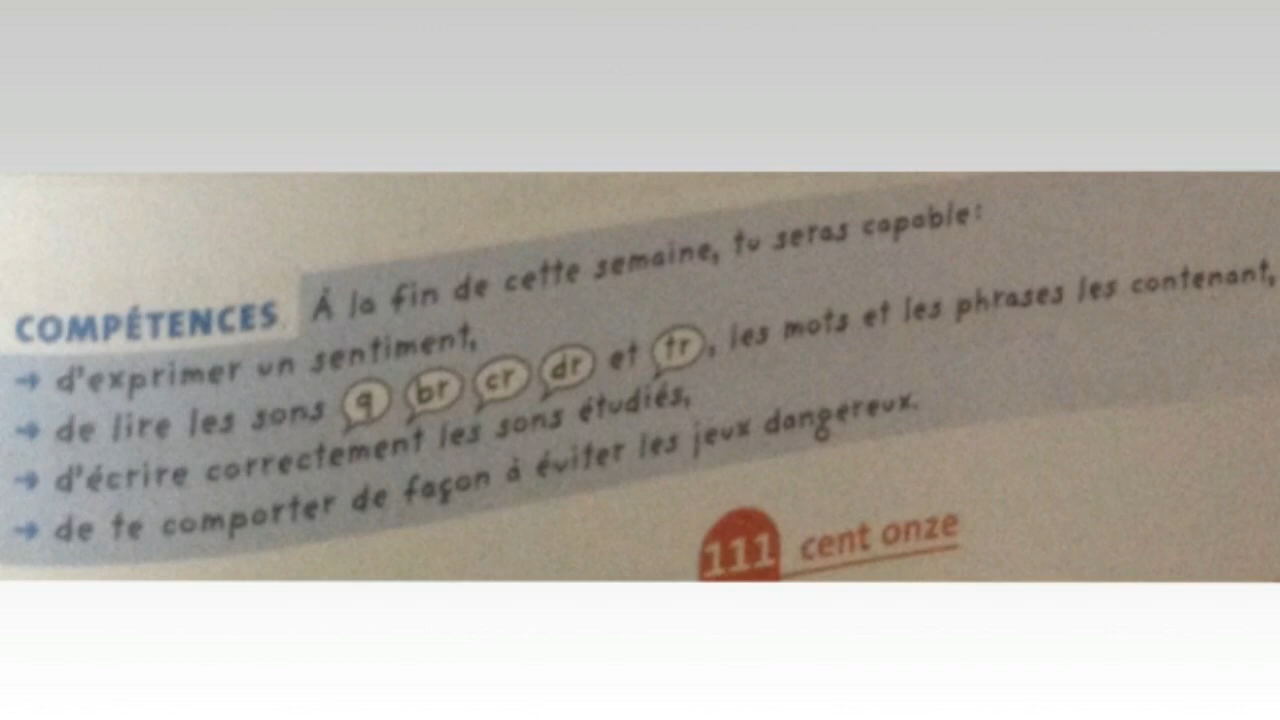 COMPÉTENCES À la fin de cette semaine, tu seras capable:
→ d'exprimer un sentiment,
→ de lire les sons q br cr dr et tr, les mots et les phrases les contenant,
→ d'écrire correctement les sons étudiés,
→ de te comporter de façon à éviter les jeux dangereux.
111 cent onze